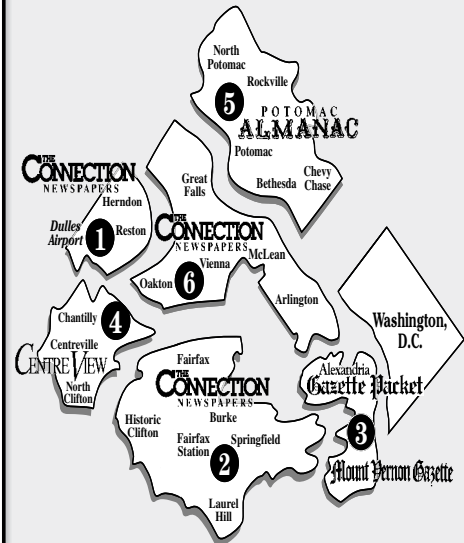 North
Potomac
Rockville
5
POTOMAC
ALMANAC
Potomac
Bethesda
Chevy
Chase
THE
CONNECTION
NEWSPAPERS
Herndon
Dulles
Airport
1
Reston
Great
Falls
THE
CONNECTION
NEWSPAPERS
Vienna
McLean
Oakton
6
Arlington
Chantilly
4
Centreville
CENTRE VIEW
North
Clifton
Washington,
D.C.
Fairfax
THE
CONNECTION
NEWSPAPERS
Burke
Historic
Clifton
Fairfax
Station
Springfield
2
Laurel
Hill
Alexandria
Gazette Packet
3
Mount Vernon Gazette